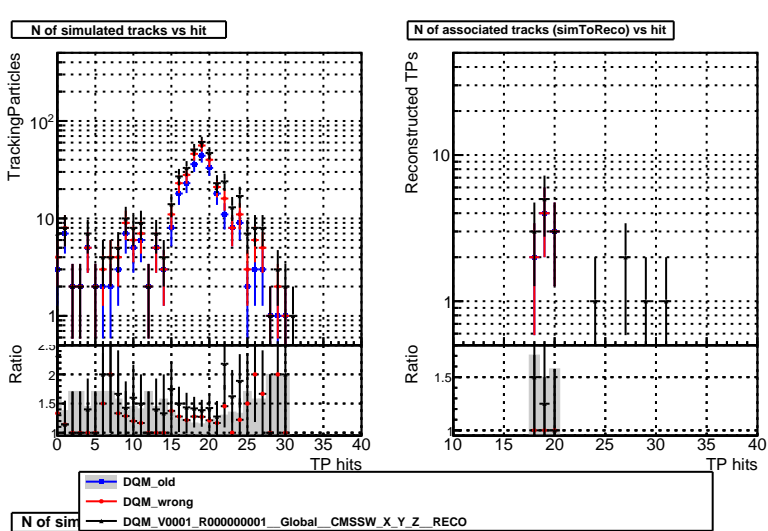 N of simulated tracks vs hit
N of associated tracks (simToReco) vs hit
TrackingParticles
10²
10
1
Ratio
2.5
2
1.5
1
0 5 10 15 20 25 30 35 40
TP hits
Reconstructed TPs
10
1
Ratio
1.5
1
10 15 20 25 30 35 40
TP hits
DQM_old
DQM_wrong
DQM_V0001_R000000001__Global__CMSSW_X_Y_Z__RECO
N of sim